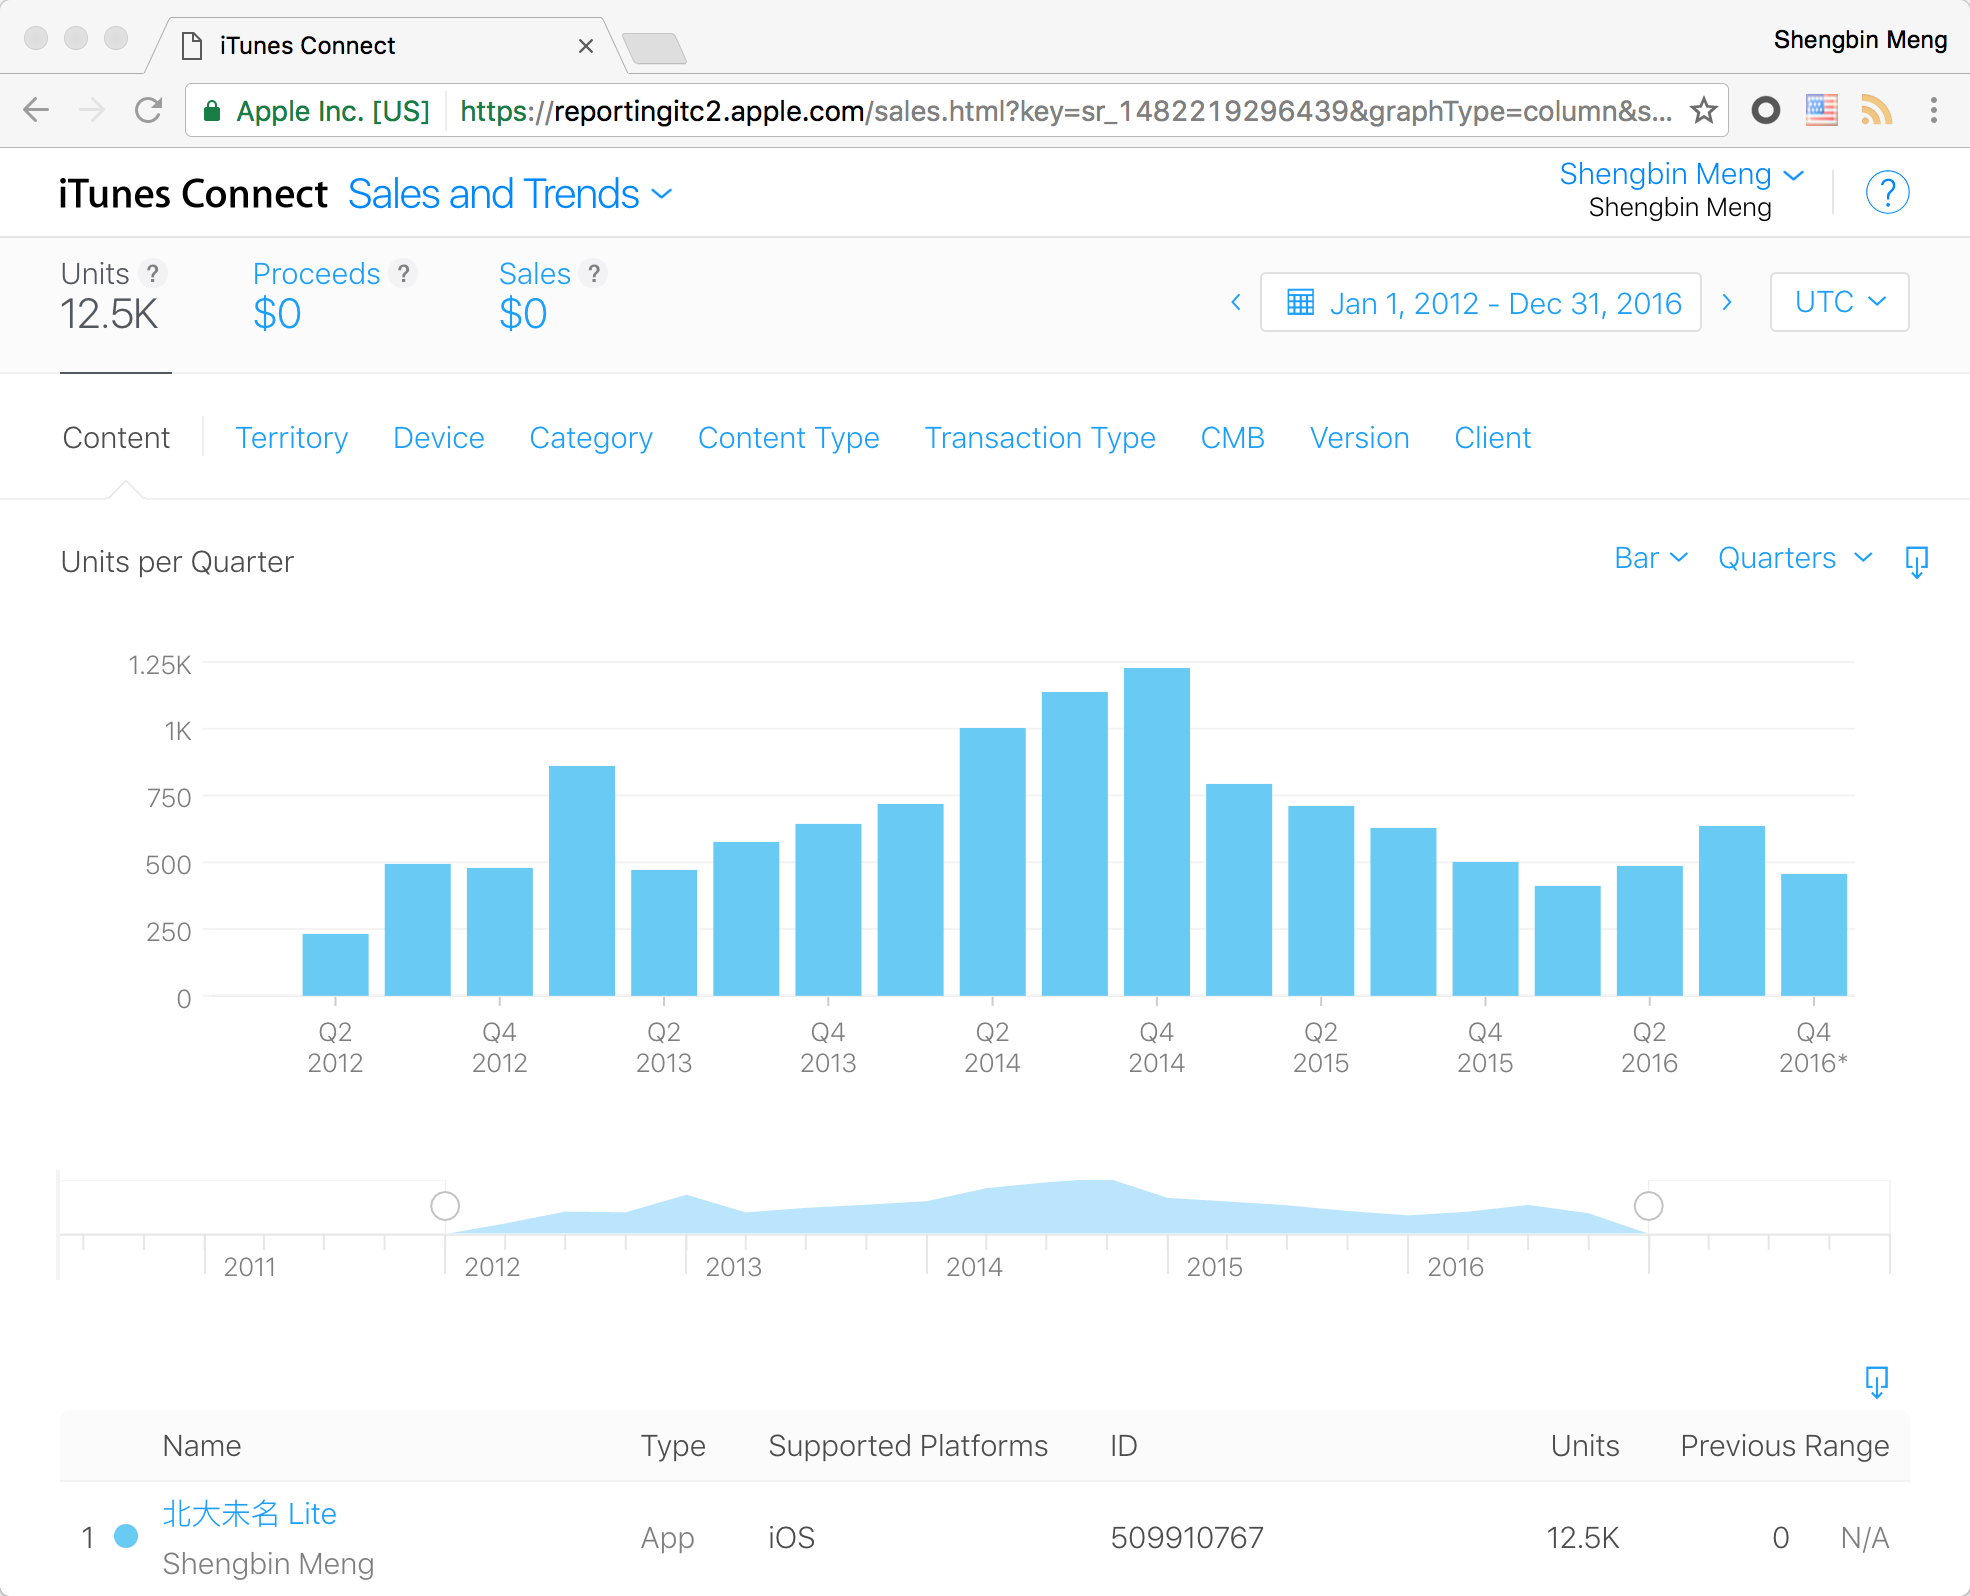 iTunes Connect
Shengbin Meng
Apple Inc. [US]
https://reportingitc2.apple.com/sales.html?key=sr_1482219296439&graphType=column&s...
iTunes Connect Sales and Trends
Shengbin Meng
Shengbin Meng
?
Units ? Proceeds ? Sales ?
12.5K $0 $0
Jan 1, 2012 - Dec 31, 2016
UTC
Content Territory Device Category Content Type Transaction Type CMB Version Client
Units per Quarter
Bar Quarters
1.25K
1K
750
500
250
0
Q2 Q4 Q2 Q4 Q2 Q4 Q2 Q4 Q2 Q4
2012 2012 2013 2013 2014 2014 2015 2015 2016 2016*
2011 2012 2013 2014 2015 2016
Name Type Supported Platforms ID Units Previous Range
北大未名 Lite
1 App iOS 509910767 12.5K 0 N/A
Shengbin Meng